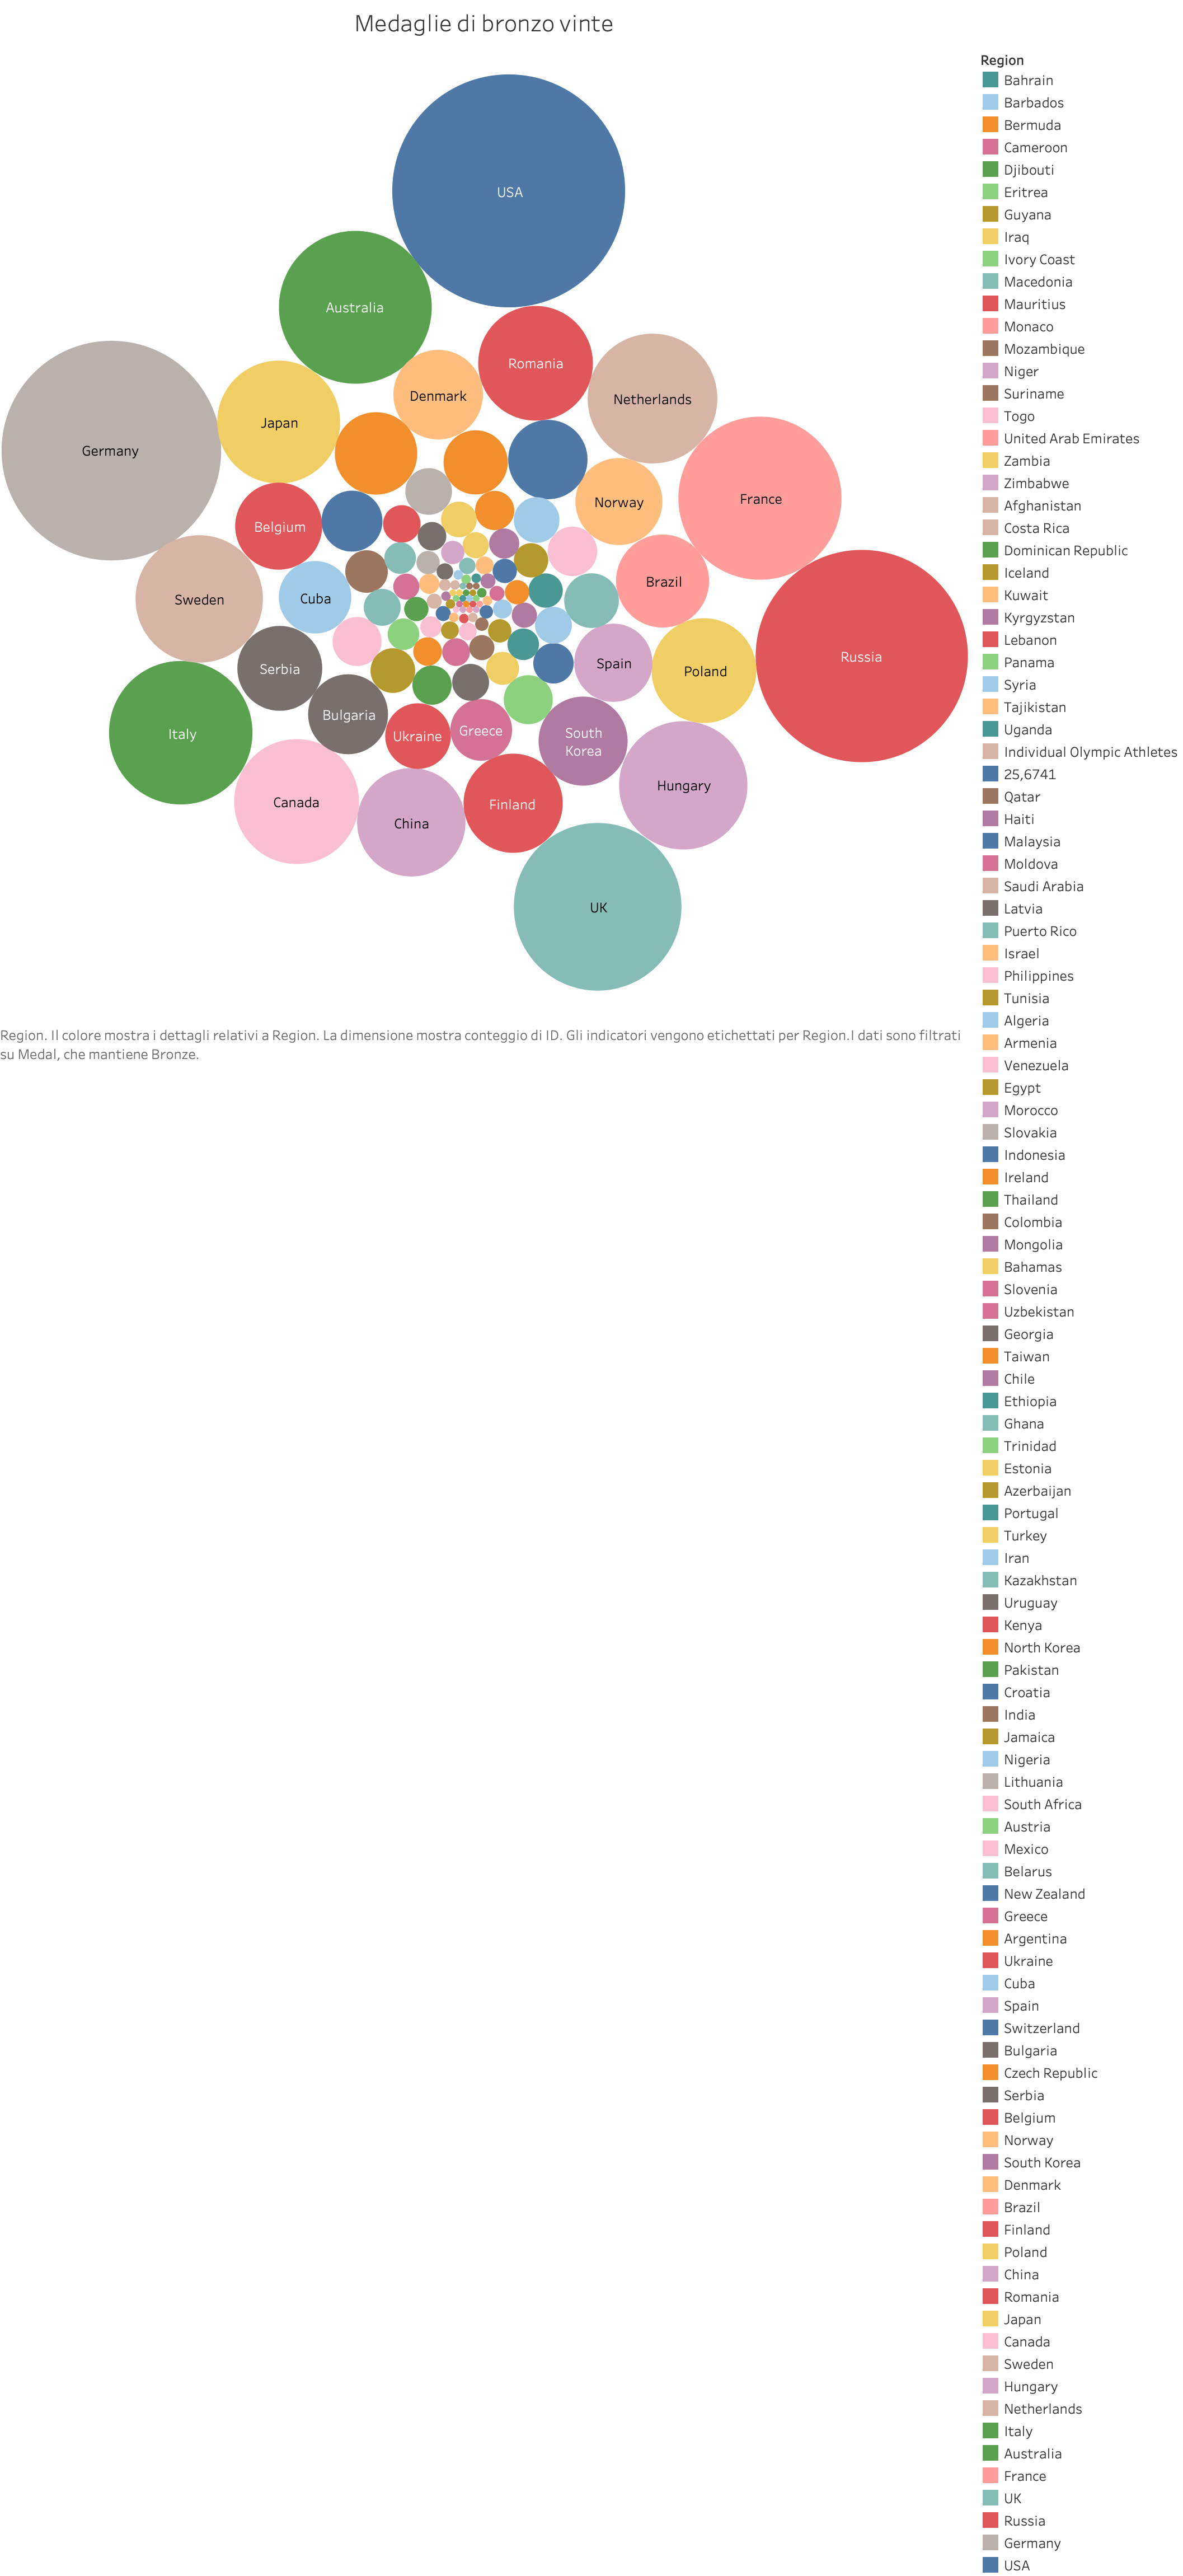 Medaglie di bronzo vinte
USA
Australia
Romania
Denmark
Netherlands
Japan
Germany
France
Norway
Belgium
Brazil
Cuba
Sweden
Russia
Spain
Serbia
Poland
Bulgaria
Greece
Italy
Ukraine
South
Korea
Hungary
Canada
Finland
China
UK
Region. Il colore mostra i dettagli relativi a Region. La dimensione mostra conteggio di ID. Gli indicatori vengono etichettati per Region.I dati sono filtrati
su Medal, che mantiene Bronze.
Region
Bahrain
Barbados
Bermuda
Cameroon
Djibouti
Eritrea
Guyana
Iraq
Ivory Coast
Macedonia
Mauritius
Monaco
Mozambique
Niger
Suriname
Togo
United Arab Emirates
Zambia
Zimbabwe
Afghanistan
Costa Rica
Dominican Republic
Iceland
Kuwait
Kyrgyzstan
Lebanon
Panama
Syria
Tajikistan
Uganda
Individual Olympic Athletes
25,6741
Qatar
Haiti
Malaysia
Moldova
Saudi Arabia
Latvia
Puerto Rico
Israel
Philippines
Tunisia
Algeria
Armenia
Venezuela
Egypt
Morocco
Slovakia
Indonesia
Ireland
Thailand
Colombia
Mongolia
Bahamas
Slovenia
Uzbekistan
Georgia
Taiwan
Chile
Ethiopia
Ghana
Trinidad
Estonia
Azerbaijan
Portugal
Turkey
Iran
Kazakhstan
Uruguay
Kenya
North Korea
Pakistan
Croatia
India
Jamaica
Nigeria
Lithuania
South Africa
Austria
Mexico
Belarus
New Zealand
Greece
Argentina
Ukraine
Cuba
Spain
Switzerland
Bulgaria
Czech Republic
Serbia
Belgium
Norway
South Korea
Denmark
Brazil
Finland
Poland
China
Romania
Japan
Canada
Sweden
Hungary
Netherlands
Italy
Australia
France
UK
Russia
Germany
USA